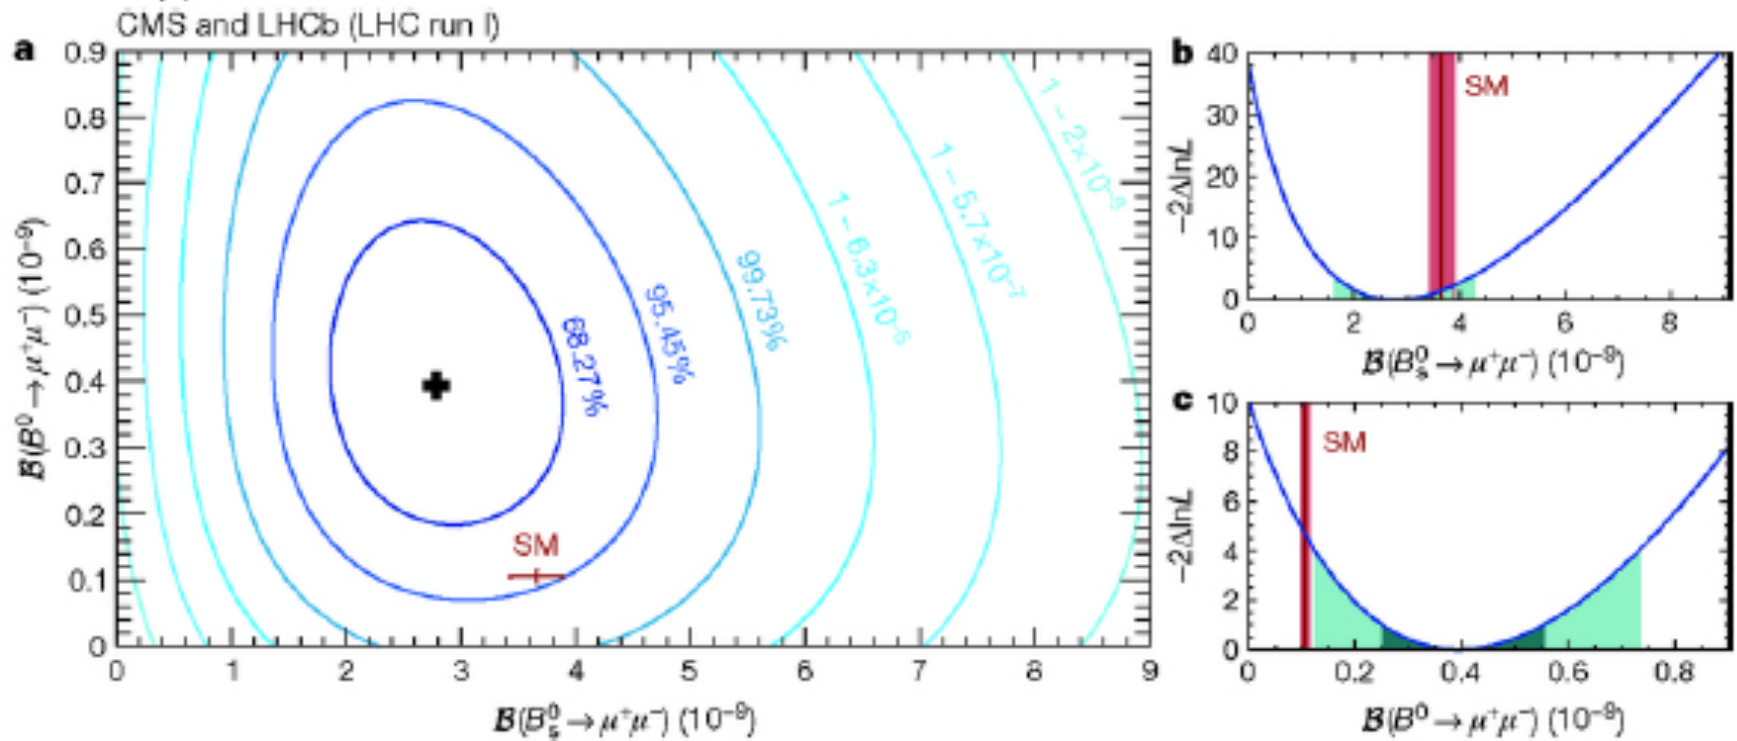 CMS and LHCb (LHC run I)
a
0.9
0.8
0.7
0.6
0.5
0.4
0.3
0.2
0.1
0
B(B⁰→μ⁺μ⁻) (10⁻⁹)
68.27%
95.45%
99.73%
1 – 6.3×10⁻⁵
1 – 5.7×10⁻⁷
1 – 2×10⁻⁹
SM
0 1 2 3 4 5 6 7 8 9
B(B⁰ₛ→μ⁺μ⁻) (10⁻⁹)
b
40
30
20
10
0
–2ΔlnL
SM
0 2 4 6 8
B(B⁰ₛ→μ⁺μ⁻) (10⁻⁹)
c
10
8
6
4
2
0
–2ΔlnL
SM
0 0.2 0.4 0.6 0.8
B(B⁰→μ⁺μ⁻) (10⁻⁹)